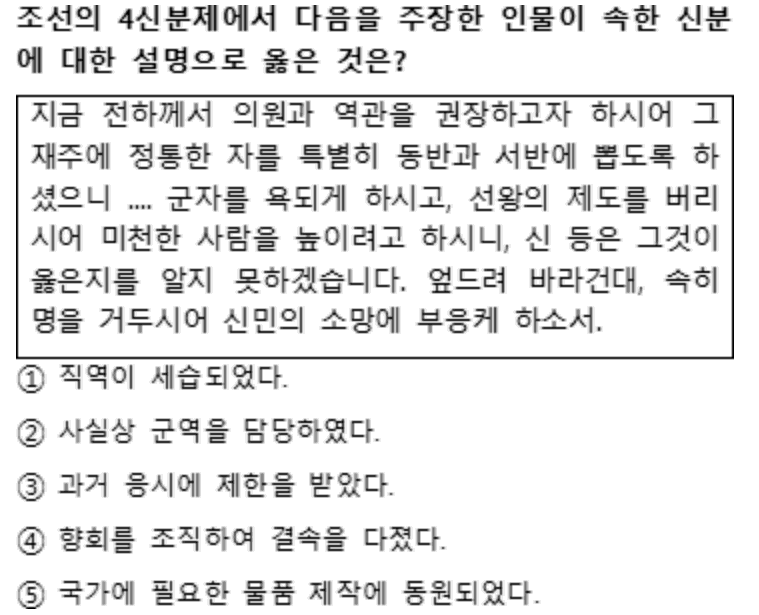 조선의 4신분제에서 다음을 주장한 인물이 속한 신분
에 대한 설명으로 옳은 것은?
지금 전하께서 의원과 역관을 권장하고자 하시어 그
재주에 정통한 자를 특별히 동반과 서반에 뽑도록 하
셨으니 .... 군자를 욕되게 하시고, 선왕의 제도를 버리
시어 미천한 사람을 높이려고 하시니, 신 등은 그것이
옳은지를 알지 못하겠습니다. 엎드려 바라건대, 속히
명을 거두시어 신민의 소망에 부응케 하소서.
① 직역이 세습되었다.
② 사실상 군역을 담당하였다.
③ 과거 응시에 제한을 받았다.
④ 향회를 조직하여 결속을 다졌다.
⑤ 국가에 필요한 물품 제작에 동원되었다.